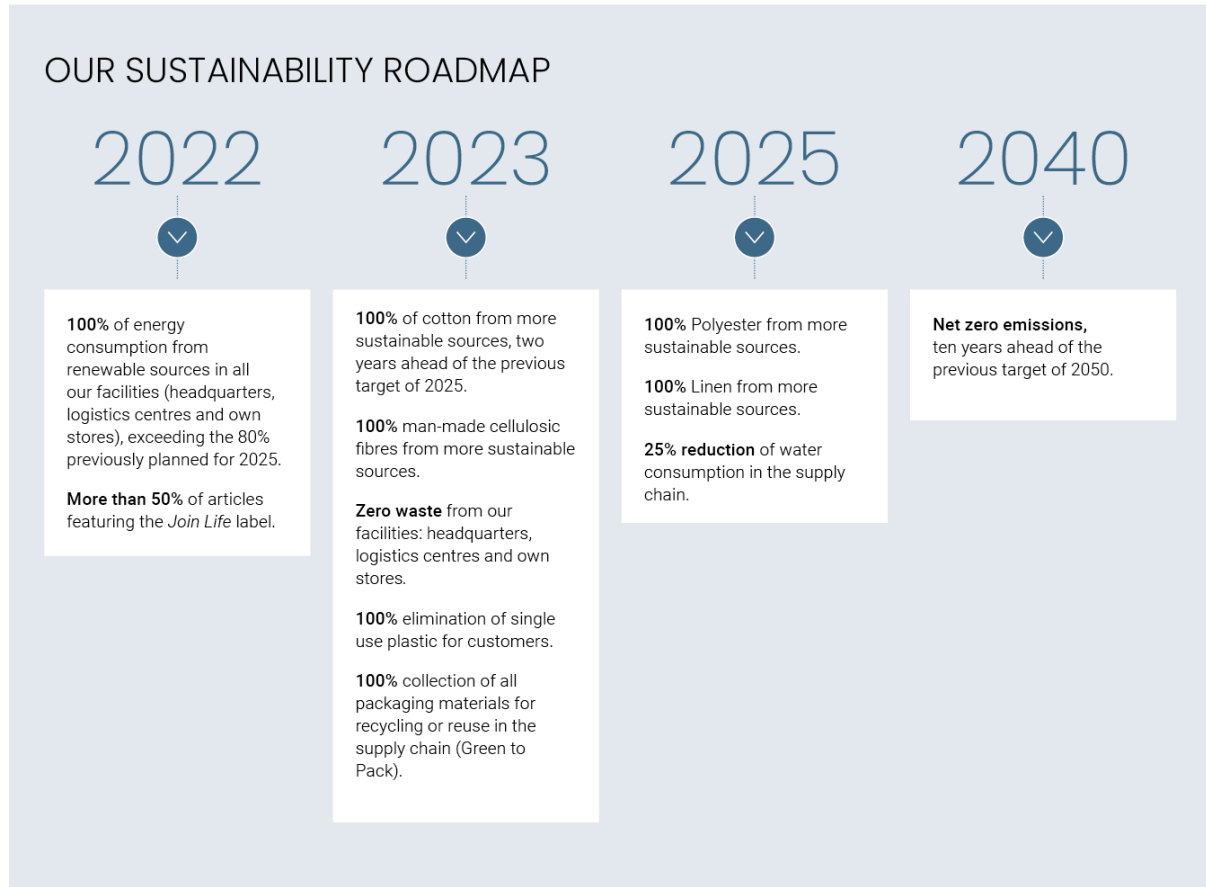 OUR SUSTAINABILITY ROADMAP
2022
100% of energy
consumption from
renewable sources in all
our facilities (headquarters,
logistics centres and own
stores), exceeding the 80%
previously planned for 2025.
More than 50% of articles
featuring the Join Life label.
2023
100% of cotton from more
sustainable sources, two
years ahead of the previous
target of 2025.
100% man-made cellulosic
fibres from more sustainable
sources.
Zero waste from our
facilities: headquarters,
logistics centres and own
stores.
100% elimination of single
use plastic for customers.
100% collection of all
packaging materials for
recycling or reuse in the
supply chain (Green to
Pack).
2025
100% Polyester from more
sustainable sources.
100% Linen from more
sustainable sources.
25% reduction of water
consumption in the supply
chain.
2040
Net zero emissions,
ten years ahead of the
previous target of 2050.